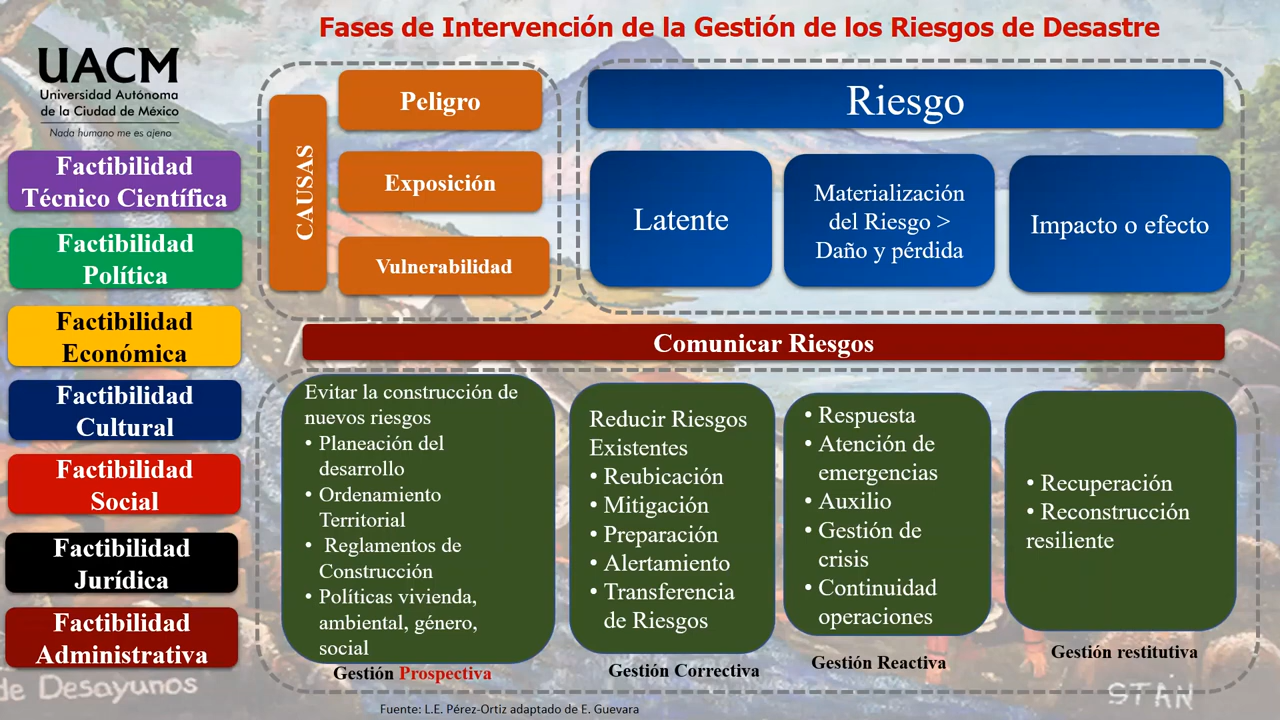 Fases de Intervención de la Gestión de los Riesgos de Desastre
UACM
Universidad Autónoma
de la Ciudad de México
Nada humano me es ajeno
Factibilidad
Técnico Científica
Factibilidad
Política
Factibilidad
Económica
Factibilidad
Cultural
Factibilidad
Social
Factibilidad
Jurídica
Factibilidad
Administrativa
CAUSAS
Peligro
Exposición
Vulnerabilidad
Riesgo
Latente
Materialización
del Riesgo >
Daño y pérdida
Impacto o efecto
Comunicar Riesgos
Evitar la construcción de
nuevos riesgos
• Planeación del
desarrollo
• Ordenamiento
Territorial
• Reglamentos de
Construcción
• Políticas vivienda,
ambiental, género,
social
Gestión Prospectiva
Reducir Riesgos
Existentes
• Reubicación
• Mitigación
• Preparación
• Alertamiento
• Transferencia
de Riesgos
Gestión Correctiva
• Respuesta
• Atención de
emergencias
• Auxilio
• Gestión de
crisis
• Continuidad
operaciones
Gestión Reactiva
• Recuperación
• Reconstrucción
resiliente
Gestión restitutiva
de Desayunos
STAN
Fuente: L.E. Pérez-Ortiz adaptado de E. Guevara